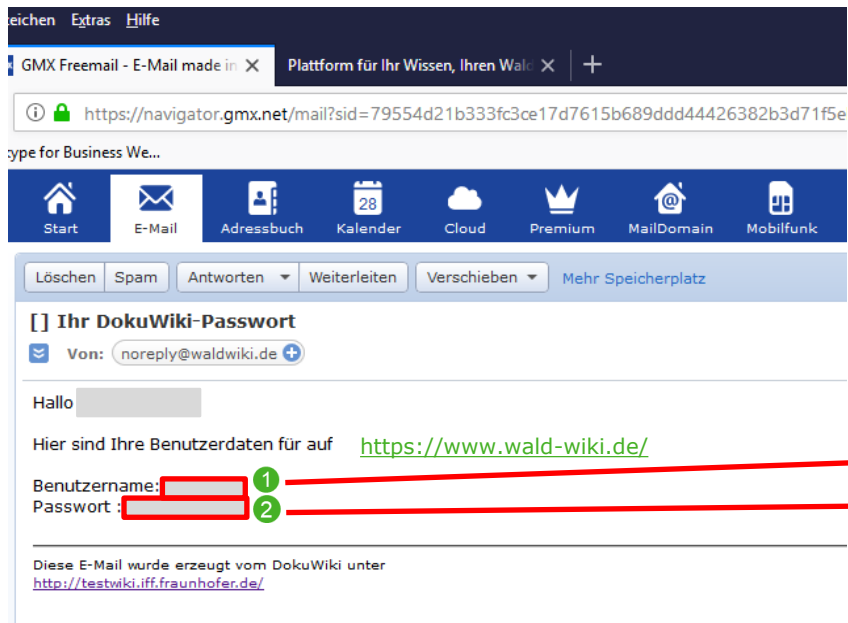 eichen Extras Hilfe
GMX Freemail - E-Mail made in Plattform für Ihr Wissen, Ihren Wald
https://navigator.gmx.net/mail?sid=79554d21b333fc3ce17d7615b689ddd44426382b3d71f5e
ype for Business We...
28
Start E-Mail Adressbuch Kalender Cloud Premium MailDomain Mobilfunk
Löschen Spam Antworten Weiterleiten Verschieben Mehr Speicherplatz
[] Ihr DokuWiki-Passwort
Von: noreply@waldwiki.de
Hallo
Hier sind Ihre Benutzerdaten für auf https://www.wald-wiki.de/
Benutzername: 1
Passwort : 2
Diese E-Mail wurde erzeugt vom DokuWiki unter
http://testwiki.iff.fraunhofer.de/